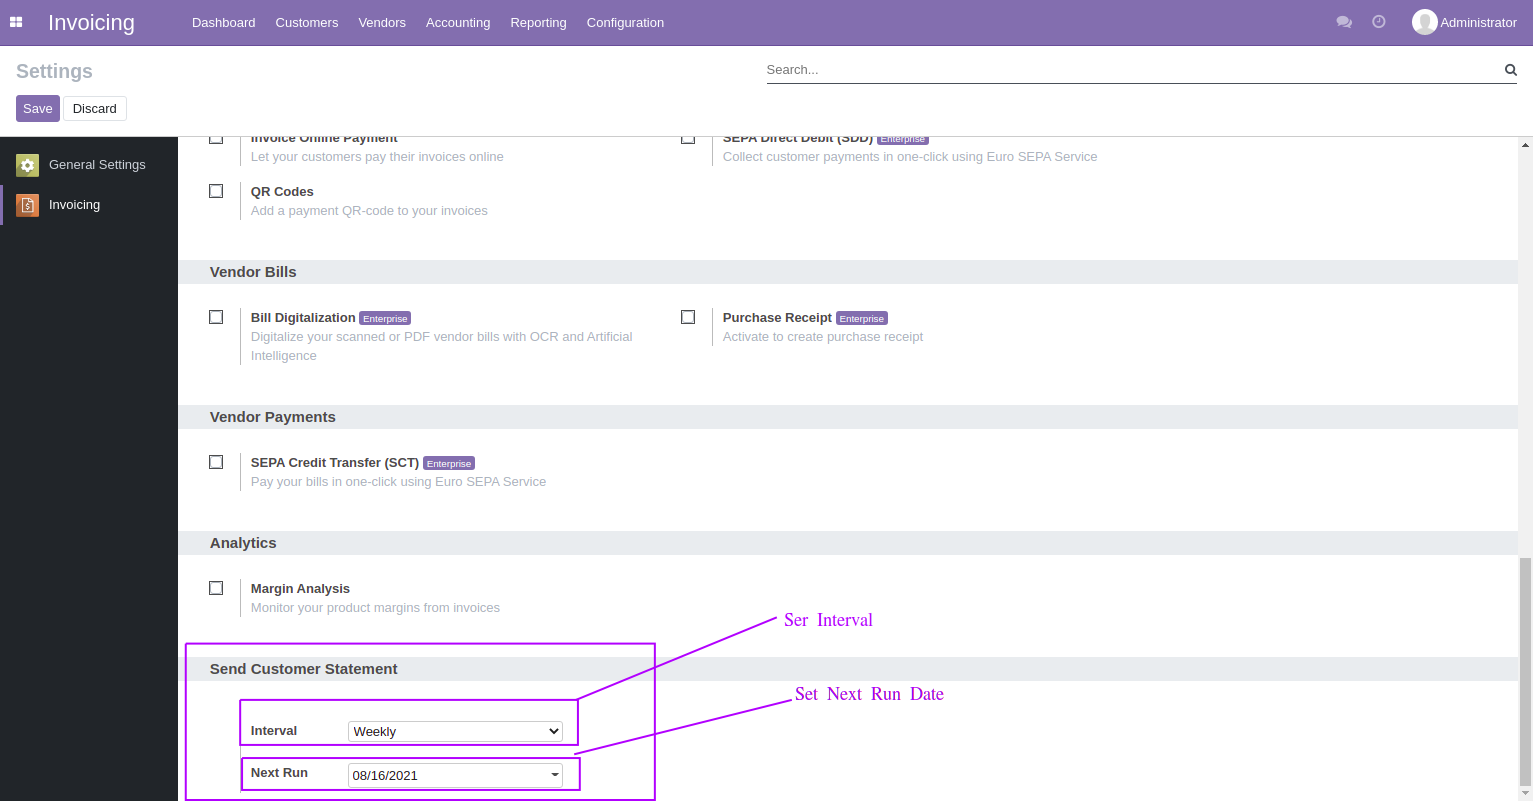 Invoicing Dashboard Customers Vendors Accounting Reporting Configuration Administrator
Settings Search...
Save Discard
General Settings
Invoicing
Invoice Online Payment
Let your customers pay their invoices online
SEPA Direct Debit (SDD) Enterprise
Collect customer payments in one-click using Euro SEPA Service
QR Codes
Add a payment QR-code to your invoices
Vendor Bills
Bill Digitalization Enterprise
Digitalize your scanned or PDF vendor bills with OCR and Artificial
Intelligence
Purchase Receipt Enterprise
Activate to create purchase receipt
Vendor Payments
SEPA Credit Transfer (SCT) Enterprise
Pay your bills in one-click using Euro SEPA Service
Analytics
Margin Analysis
Monitor your product margins from invoices
Ser Interval
Send Customer Statement
Set Next Run Date
Interval Weekly
Next Run 08/16/2021